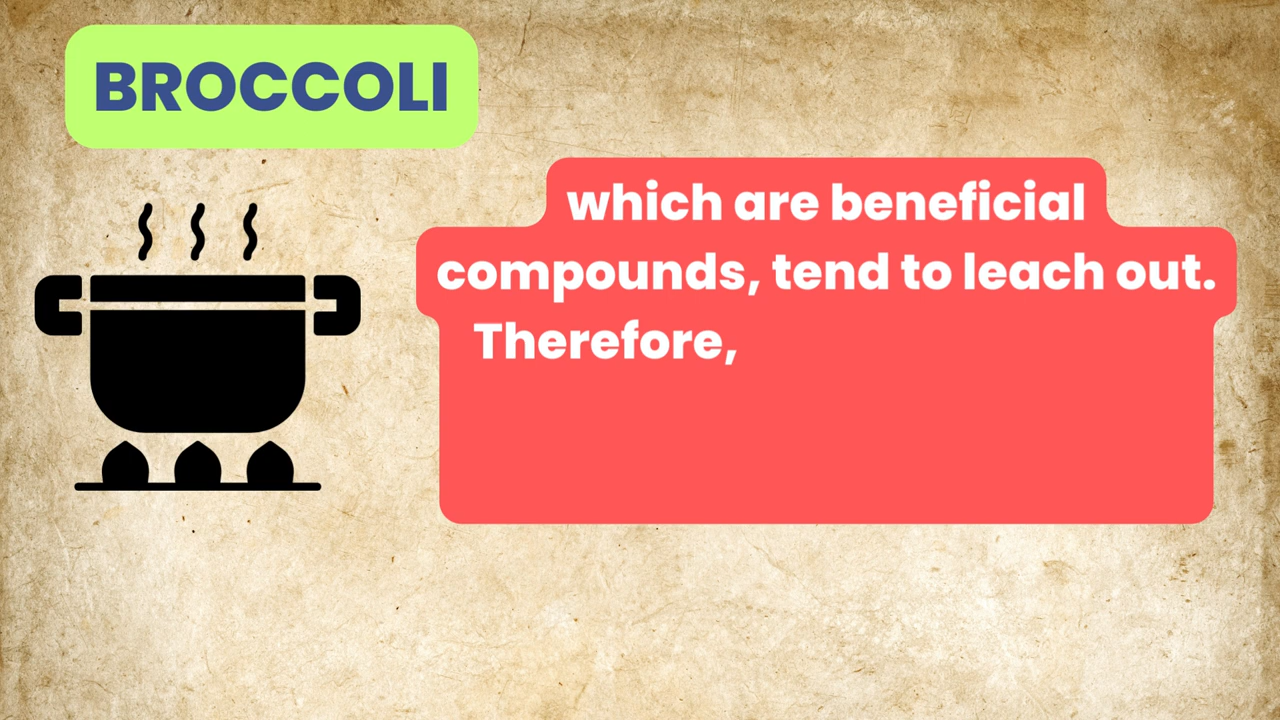 BROCCOLI
which are beneficial
compounds, tend to leach out.
Therefore,